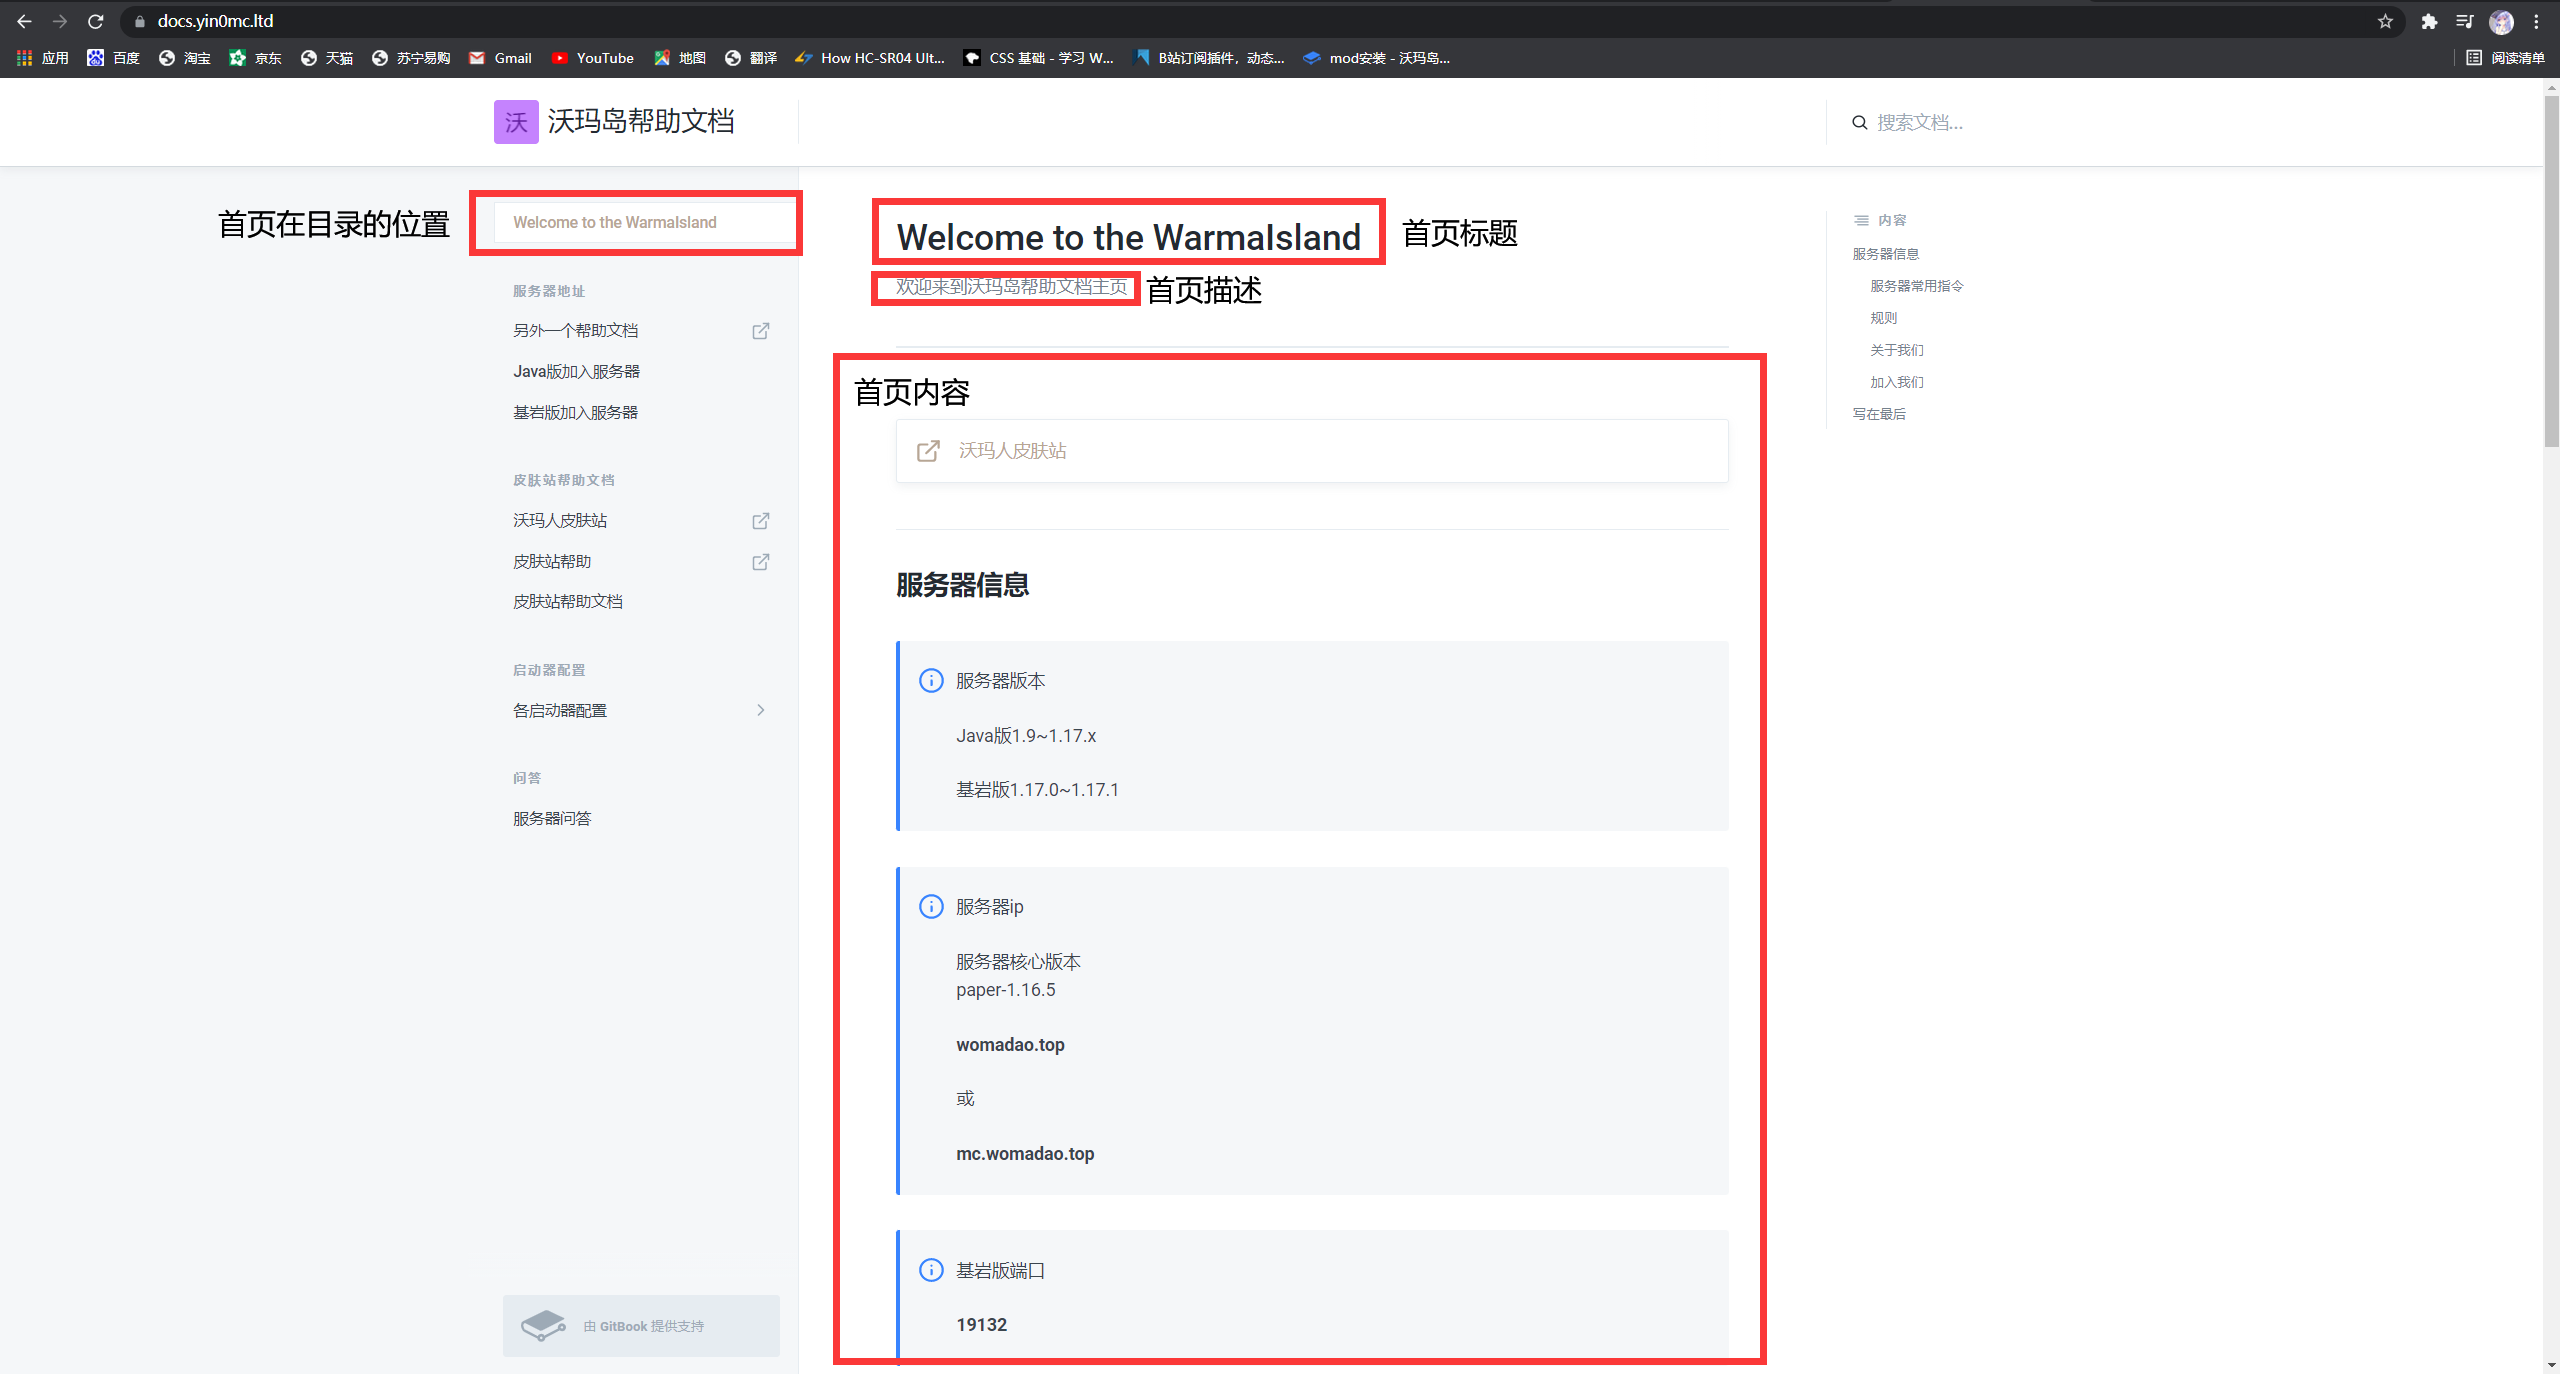 docs.yin0mc.ltd
应用 百度 淘宝 京东 天猫 苏宁易购 Gmail YouTube 地图 翻译 How HC-SR04 Ult... CSS 基础 - 学习 W... B站订阅插件，动态... mod安装 - 沃玛岛... 阅读清单
沃 沃玛岛帮助文档
搜索文档...
首页在目录的位置
Welcome to the WarmaIsland
服务器地址
另外一个帮助文档
Java版加入服务器
基岩版加入服务器
皮肤站帮助文档
沃玛人皮肤站
皮肤站帮助
皮肤站帮助文档
启动器配置
各启动器配置
问答
服务器问答
由 GitBook 提供支持
Welcome to the WarmaIsland
首页标题
欢迎来到沃玛岛帮助文档主页
首页描述
首页内容
沃玛人皮肤站
服务器信息
服务器版本
Java版1.9~1.17.x
基岩版1.17.0~1.17.1
服务器ip
服务器核心版本
paper-1.16.5
womadao.top
或
mc.womadao.top
基岩版端口
19132
内容
服务器信息
服务器常用指令
规则
关于我们
加入我们
写在最后